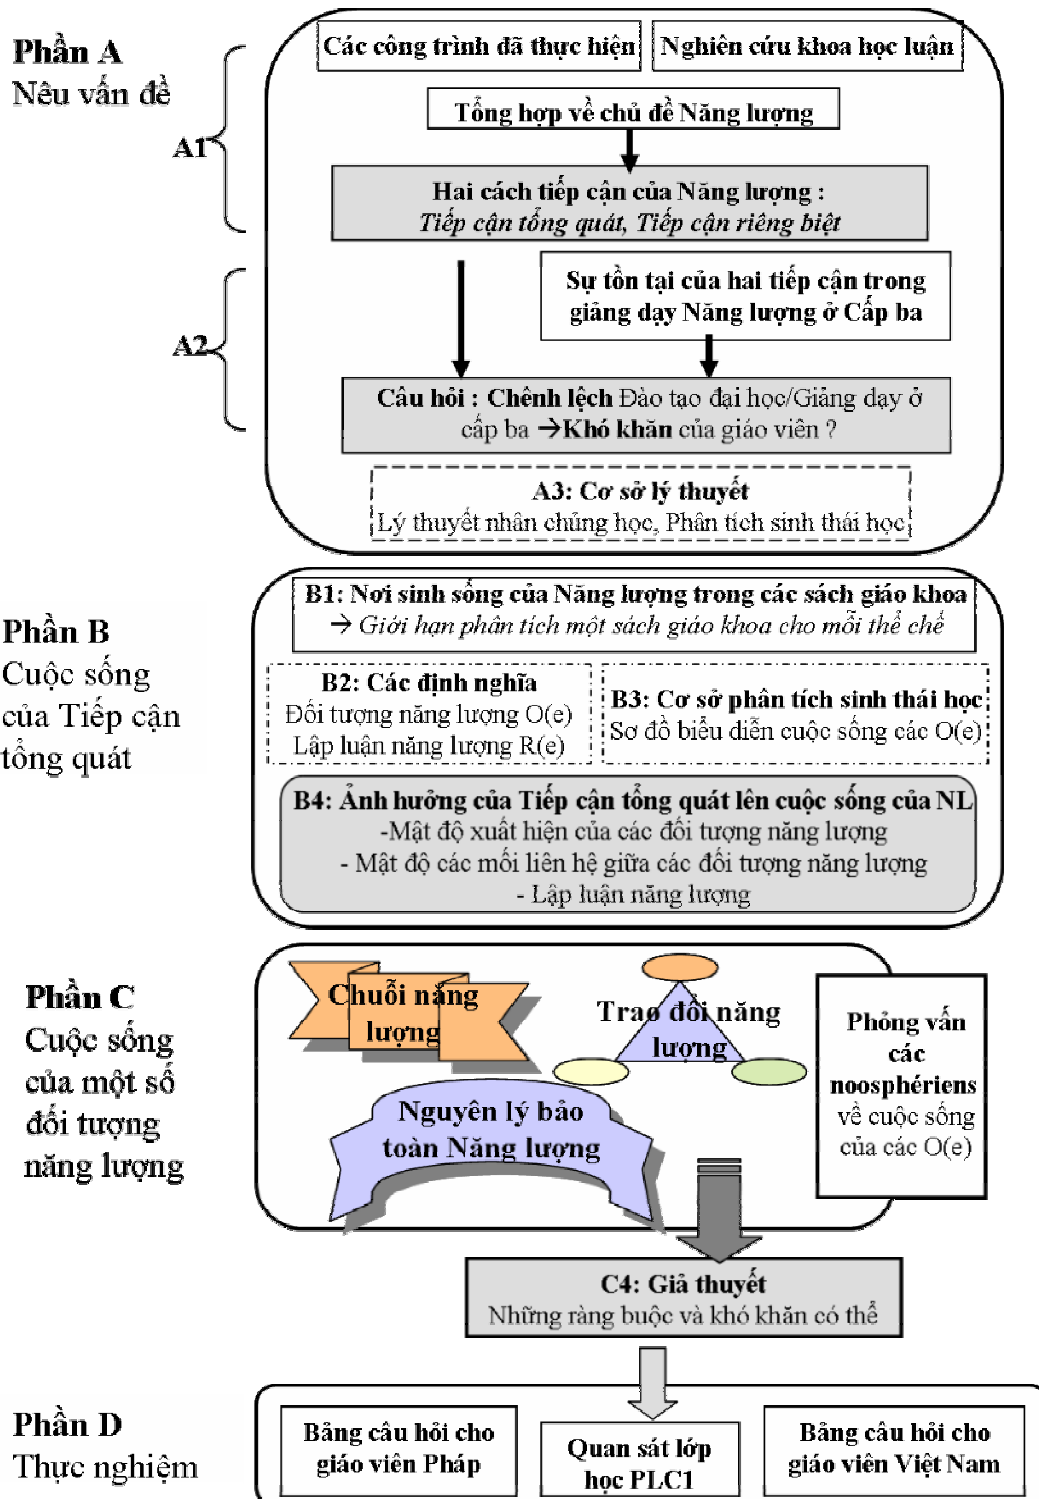 Phần A
Nêu vấn đề
Các công trình đã thực hiện
Nghiên cứu khoa học luận
Tổng hợp về chủ đề Năng lượng
A1
Hai cách tiếp cận của Năng lượng :
Tiếp cận tổng quát, Tiếp cận riêng biệt
A2
Sự tồn tại của hai tiếp cận trong
giảng dạy Năng lượng ở Cấp ba
Câu hỏi : Chênh lệch Đào tạo đại học/Giảng dạy ở
cấp ba →Khó khăn của giáo viên ?
A3: Cơ sở lý thuyết
Lý thuyết nhân chủng học, Phân tích sinh thái học
Phần B
Cuộc sống
của Tiếp cận
tổng quát
B1: Nơi sinh sống của Năng lượng trong các sách giáo khoa
→ Giới hạn phân tích một sách giáo khoa cho mỗi thể chế
B2: Các định nghĩa
Đối tượng năng lượng O(e)
Lập luận năng lượng R(e)
B3: Cơ sở phân tích sinh thái học
Sơ đồ biểu diễn cuộc sống các O(e)
B4: Ảnh hưởng của Tiếp cận tổng quát lên cuộc sống của NL
-Mật độ xuất hiện của các đối tượng năng lượng
- Mật độ các mối liên hệ giữa các đối tượng năng lượng
- Lập luận năng lượng
Phần C
Cuộc sống
của một số
đối tượng
năng lượng
Chuỗi năng
lượng
Trao đổi năng
lượng
Nguyên lý bảo
toàn Năng lượng
Phỏng vấn
các
noosphériens
về cuộc sống
của các O(e)
C4: Giả thuyết
Những ràng buộc và khó khăn có thể
Phần D
Thực nghiệm
Bảng câu hỏi cho
giáo viên Pháp
Quan sát lớp
học PLC1
Bảng câu hỏi cho
giáo viên Việt Nam